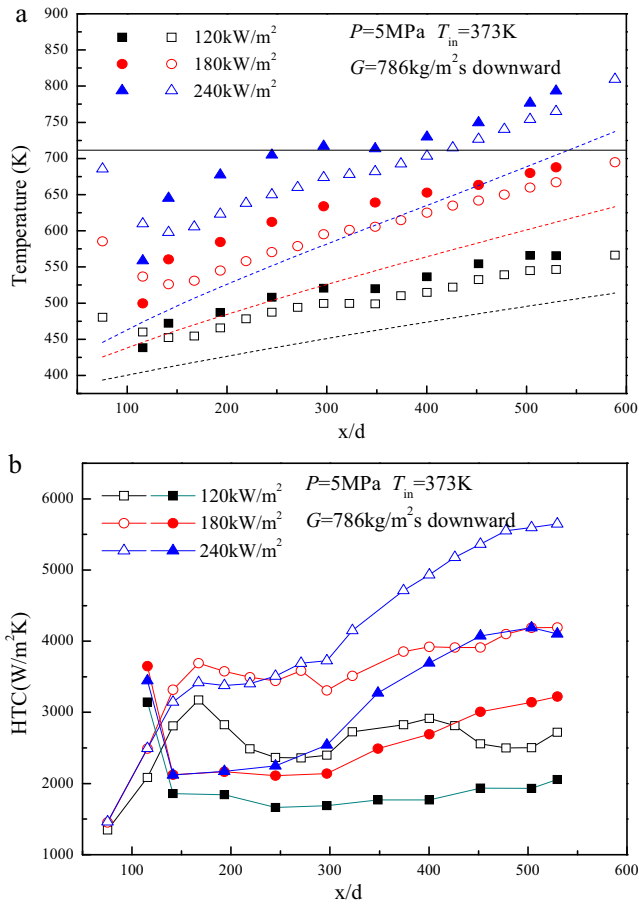 a
900
850
800
750
700
650
600
550
500
450
400
Temperature (K)
120kW/m²
180kW/m²
240kW/m²
P=5MPa T_in=373K
G=786kg/m²s downward
100 200 300 400 500 600
x/d
b
6000
5000
4000
3000
2000
1000
HTC(W/m²K)
120kW/m²
180kW/m²
240kW/m²
P=5MPa T_in=373K
G=786kg/m²s downward
100 200 300 400 500 600
x/d